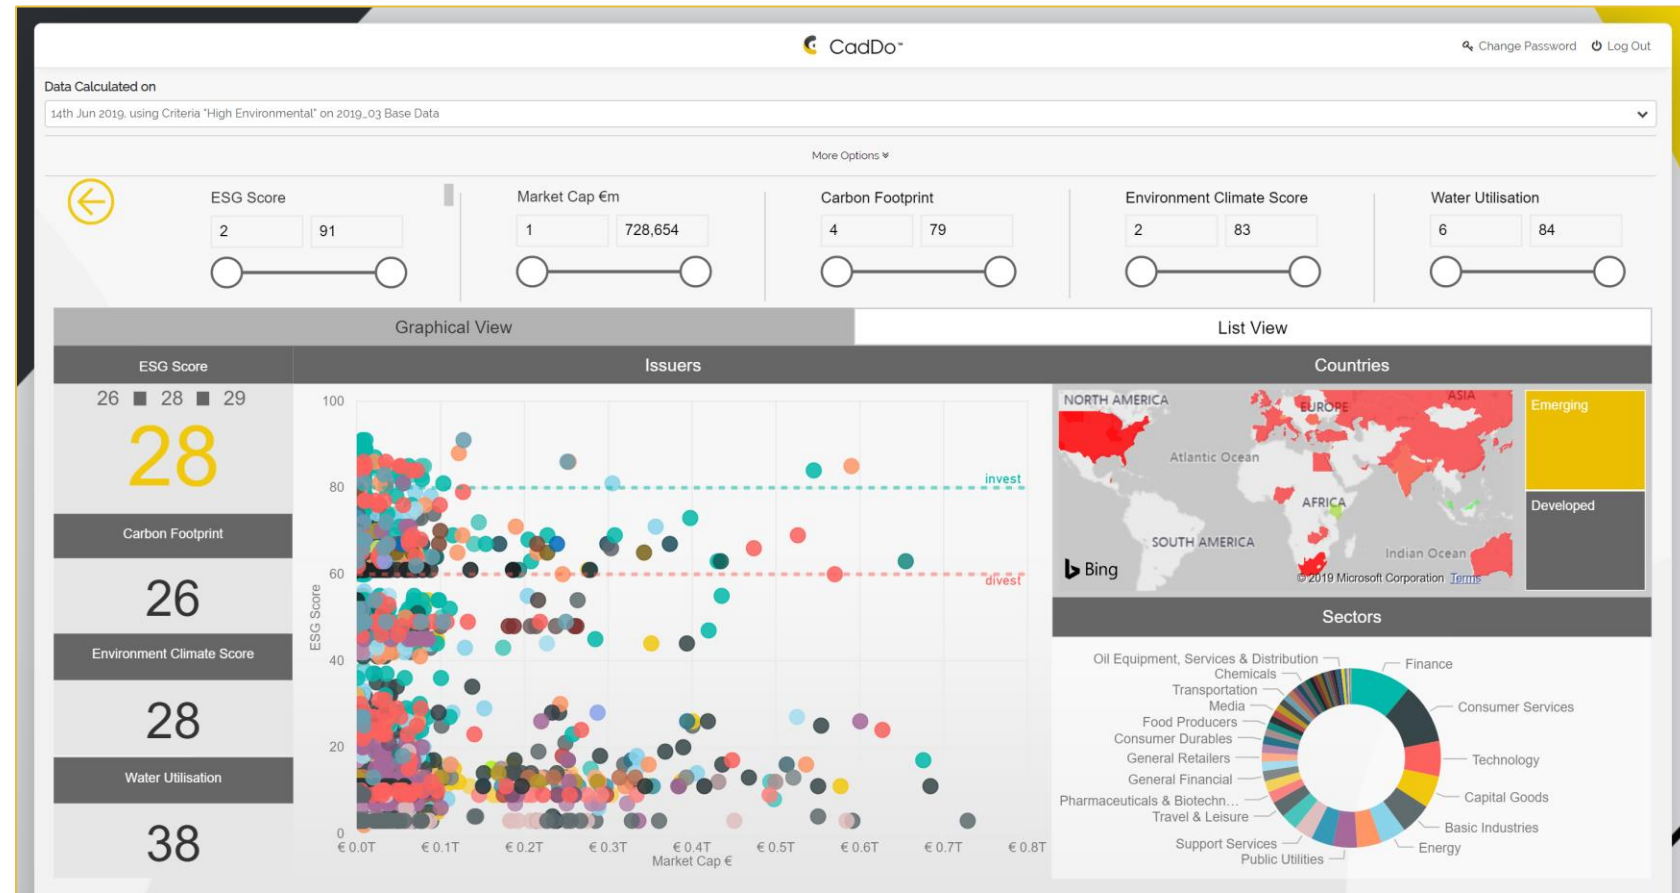 CadDo™
Change Password Log Out
Data Calculated on
14th Jun 2019, using Criteria "High Environmental" on 2019_03 Base Data
More Options
ESG Score
2 91
Market Cap €m
1 728,654
Carbon Footprint
4 79
Environment Climate Score
2 83
Water Utilisation
6 84
Graphical View
List View
ESG Score
26 28 29
28
Carbon Footprint
26
Environment Climate Score
28
Water Utilisation
38
Issuers
100
80
60
40
20
0
ESG Score
invest
divest
€ 0.0T € 0.1T € 0.2T € 0.3T € 0.4T € 0.5T € 0.6T € 0.7T € 0.8T
Market Cap €
Countries
NORTH AMERICA
EUROPE
ASIA
Atlantic Ocean
AFRICA
SOUTH AMERICA
Indian Ocean
Bing
© 2019 Microsoft Corporation Terms
Emerging
Developed
Sectors
Oil Equipment, Services & Distribution
Chemicals
Transportation
Media
Food Producers
Consumer Durables
General Retailers
General Financial
Pharmaceuticals & Biotechn...
Travel & Leisure
Support Services
Public Utilities
Finance
Consumer Services
Technology
Capital Goods
Basic Industries
Energy